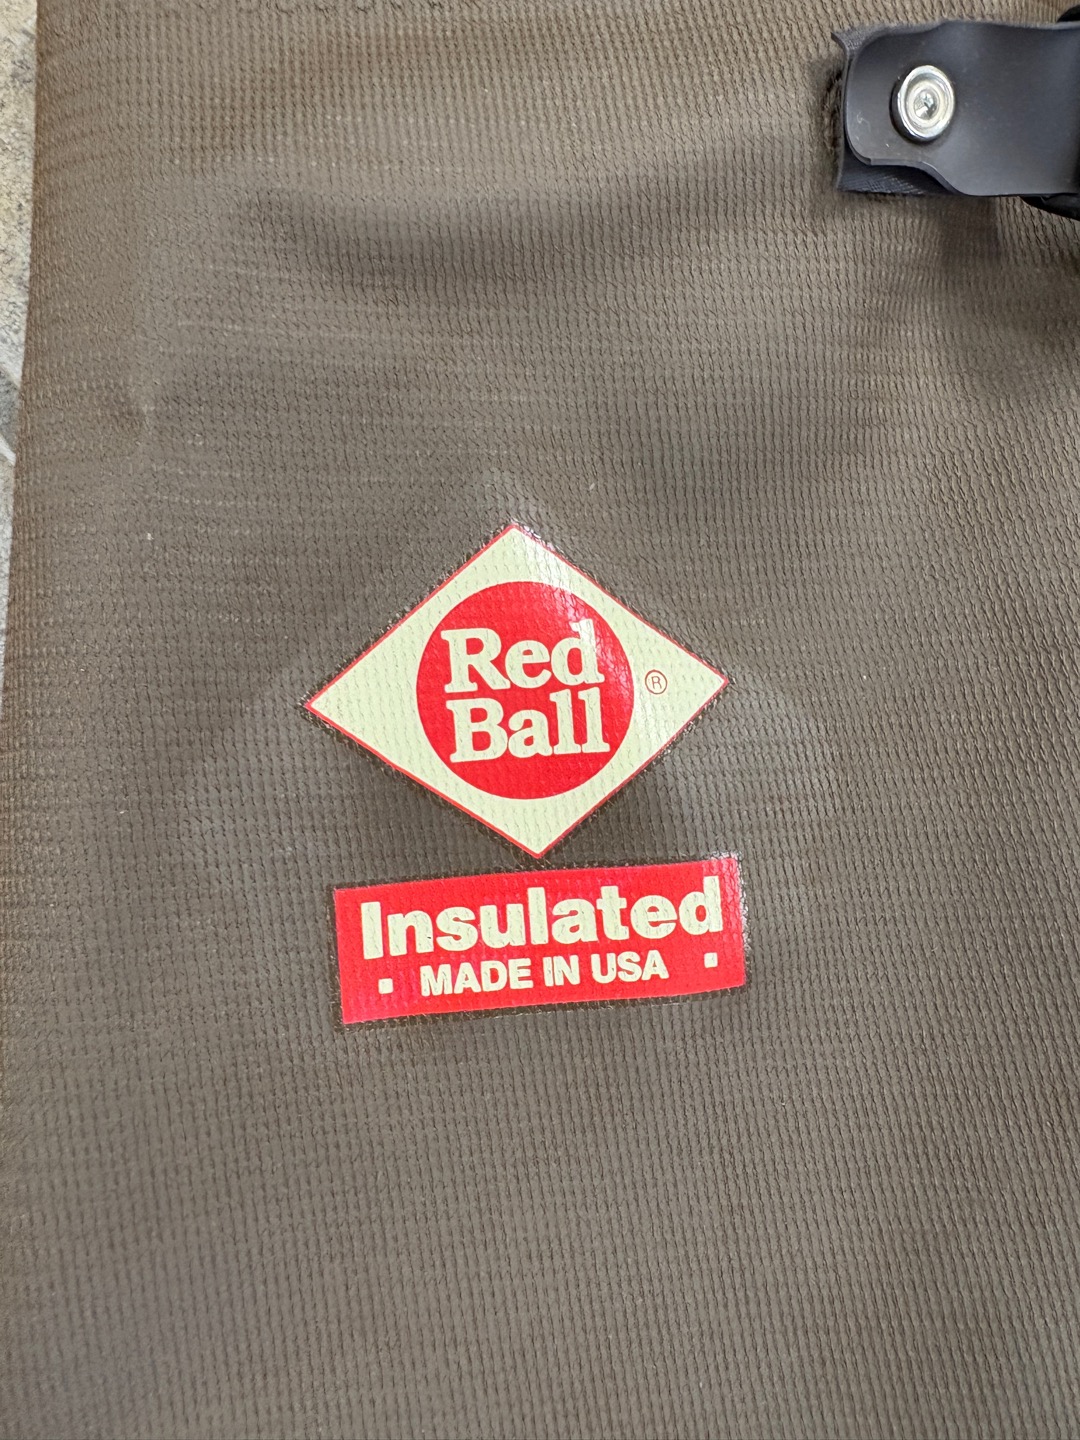 Red
Ball
®
Insulated
· MADE IN USA ·